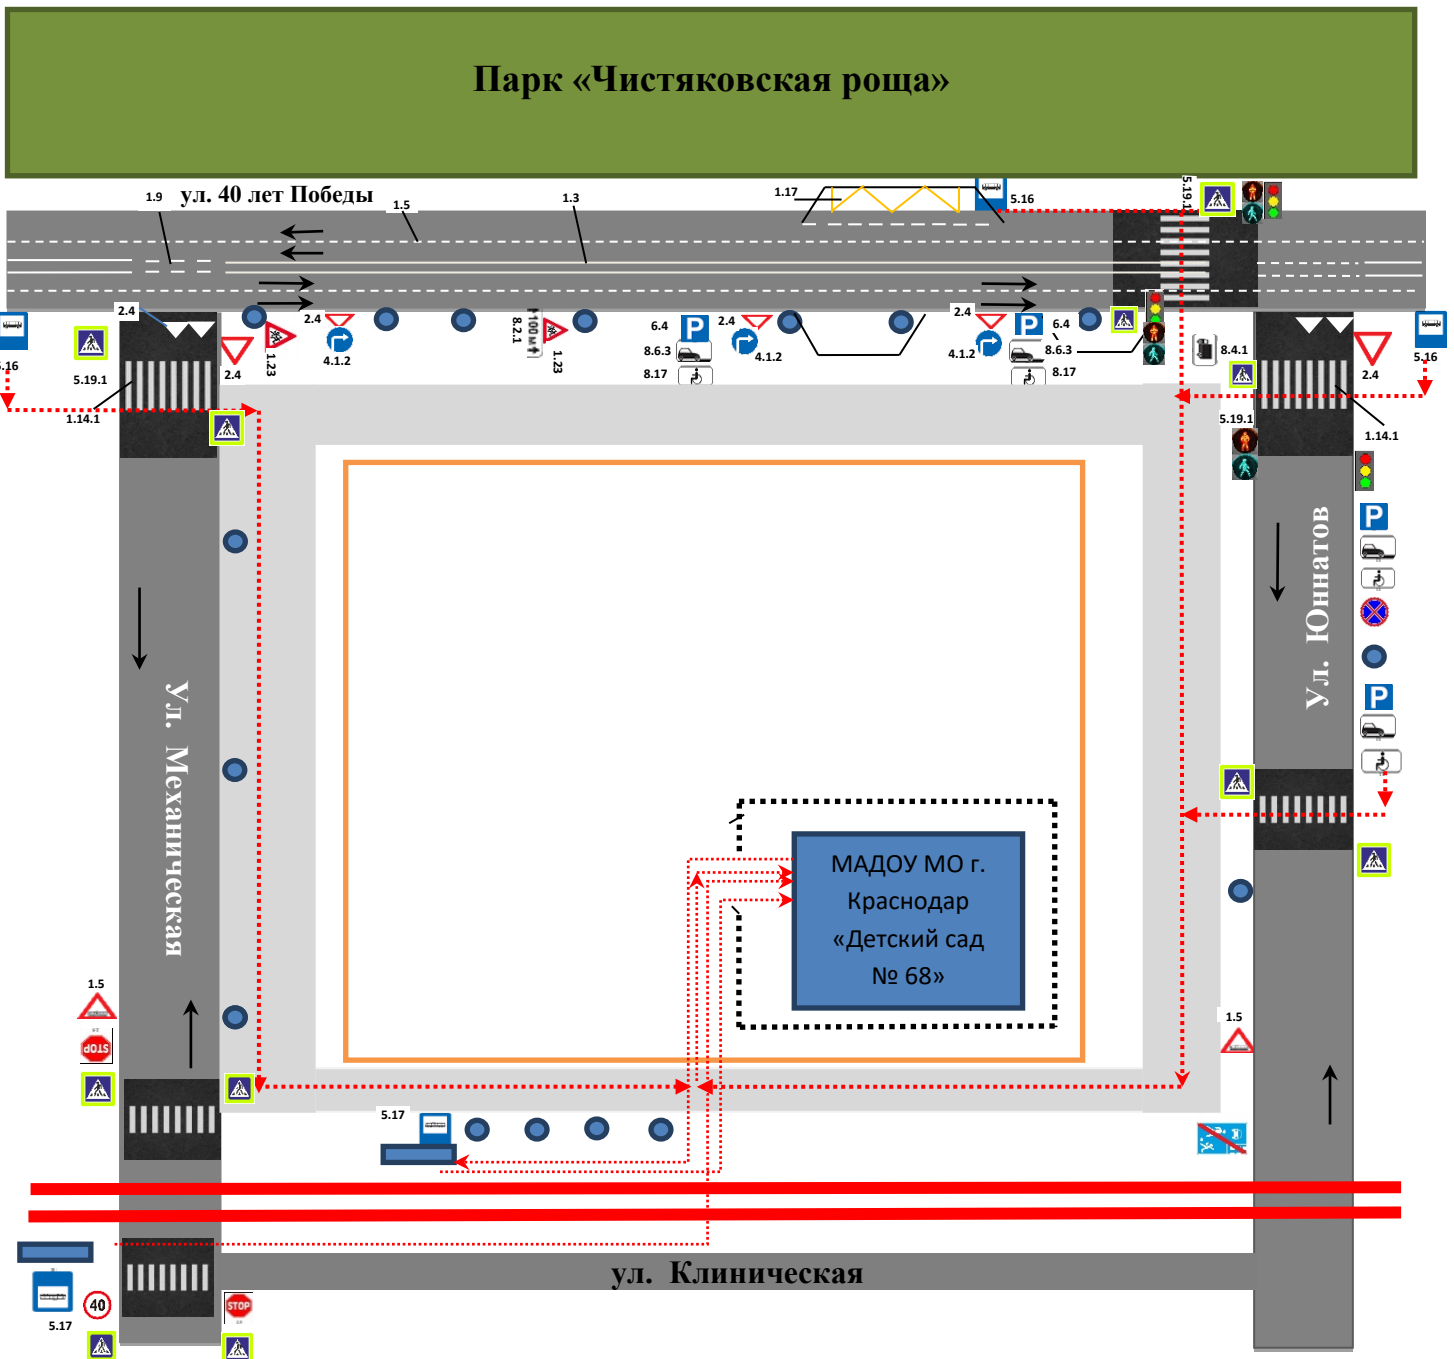 Парк «Чистяковская роща»
ул. 40 лет Победы
1.9
1.5
1.3
1.17
5.16
5.19.1
2.4
5.16
5.19.1
1.14.1
2.4
1.23
2.4
4.1.2
8.2.1
100 м
1.23
6.4
P
8.6.3
8.17
2.4
4.1.2
2.4
4.1.2
P
6.4
8.6.3
8.17
8.4.1
5.19.1
2.4
5.16
1.14.1
P
P
Ул. Юннатов
Ул. Механическая
МАДОУ МО г.
Краснодар
«Детский сад
№ 68»
1.5
STOP
1.5
5.17
ул. Клиническая
5.17
40
STOP